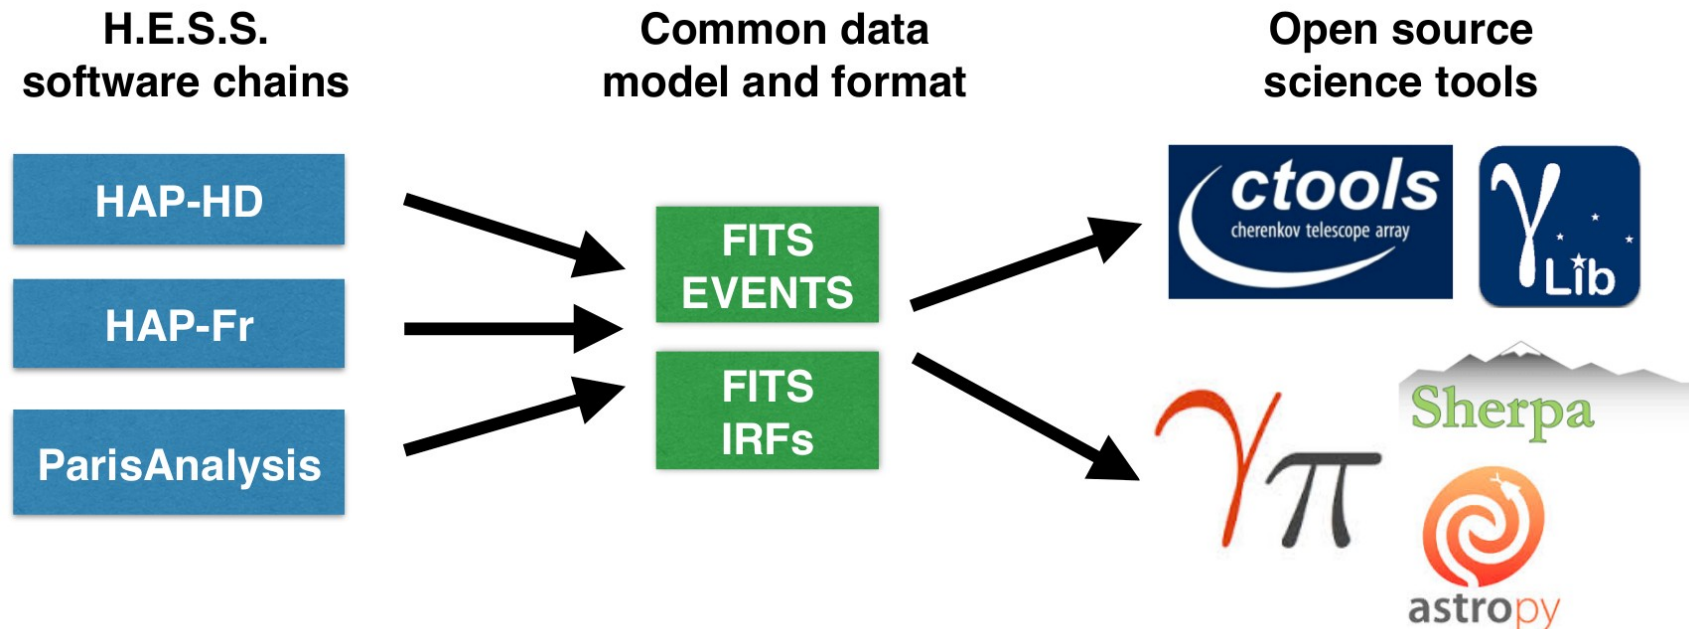 H.E.S.S.
software chains
Common data
model and format
Open source
science tools
HAP-HD
HAP-Fr
ParisAnalysis
FITS
EVENTS
FITS
IRFs
ctools
cherenkov telescope array
γ
Lib
γπ
Sherpa
astropy